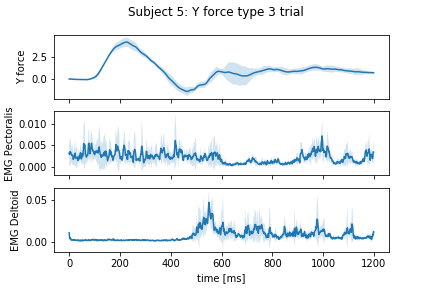 Subject 5: Y force type 3 trial
Y force
2.5
0.0
EMG Pectoralis
0.010
0.005
0.000
EMG Deltoid
0.05
0.00
0 200 400 600 800 1000 1200
time [ms]